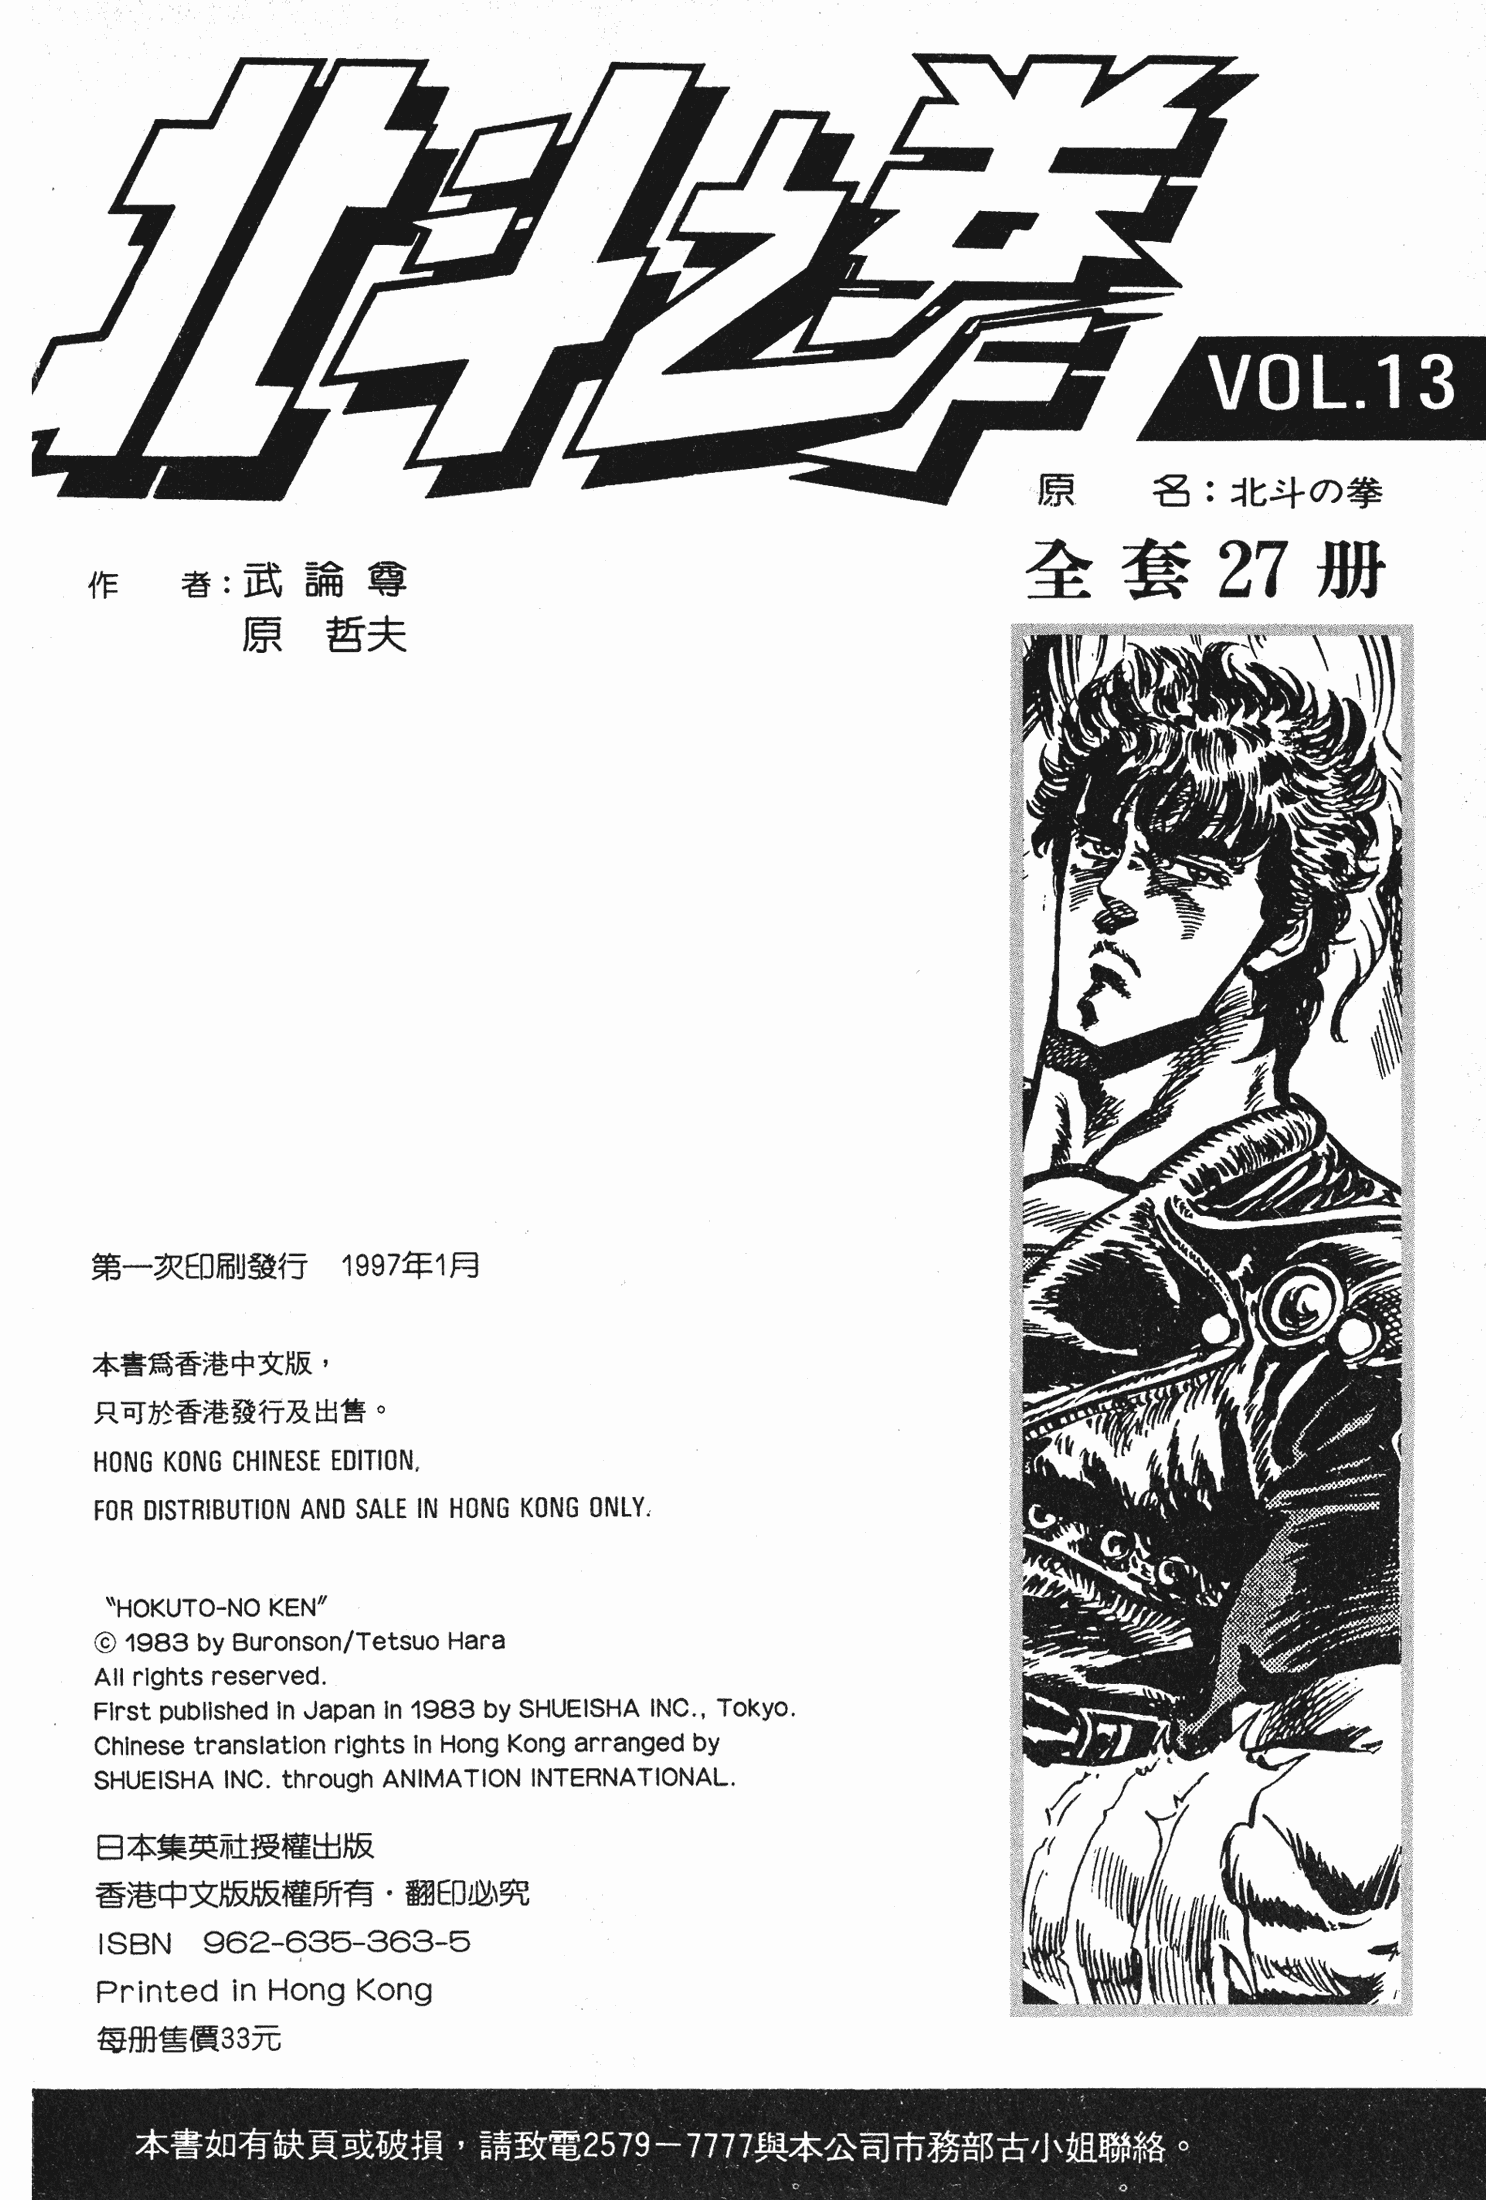 北斗之拳
VOL.13
原　名：北斗の拳
全套27册
作　者：武論尊
原　哲夫
第一次印刷發行　1997年1月
本書爲香港中文版，
只可於香港發行及出售。
HONG KONG CHINESE EDITION,
FOR DISTRIBUTION AND SALE IN HONG KONG ONLY.
〝HOKUTO-NO KEN〞
ⓒ 1983 by Buronson/Tetsuo Hara
All rights reserved.
First published in Japan in 1983 by SHUEISHA INC., Tokyo.
Chinese translation rights in Hong Kong arranged by
SHUEISHA INC. through ANIMATION INTERNATIONAL.
日本集英社授權出版
香港中文版版權所有·翻印必究
ISBN 962-635-363-5
Printed in Hong Kong
每册售價33元
本書如有缺頁或破損，請致電2579－7777與本公司市務部古小姐聯絡。